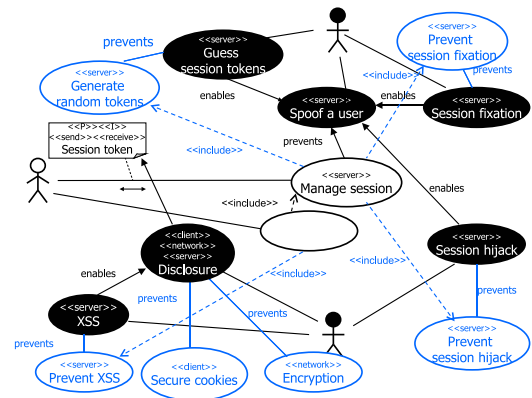 prevents
<<server>>
Guess
session tokens
<<server>>
Prevent
session fixation
<<server>>
Generate
random tokens
enables
<<include>>
prevents
<<server>>
Spoof a user
enables
<<server>>
Session fixation
<<P>><<I>>
<<send>><<receive>>
Session token
<<include>>
prevents
<<include>>
<<server>>
Manage session
enables
<<include>>
<<client>>
<<network>>
<<server>>
Disclosure
<<include>>
<<include>>
<<server>>
Session hijack
enables
<<server>>
XSS
prevents
prevents
prevents
prevents
<<server>>
Prevent XSS
<<client>>
Secure cookies
<<network>>
Encryption
<<server>>
Prevent
session hijack